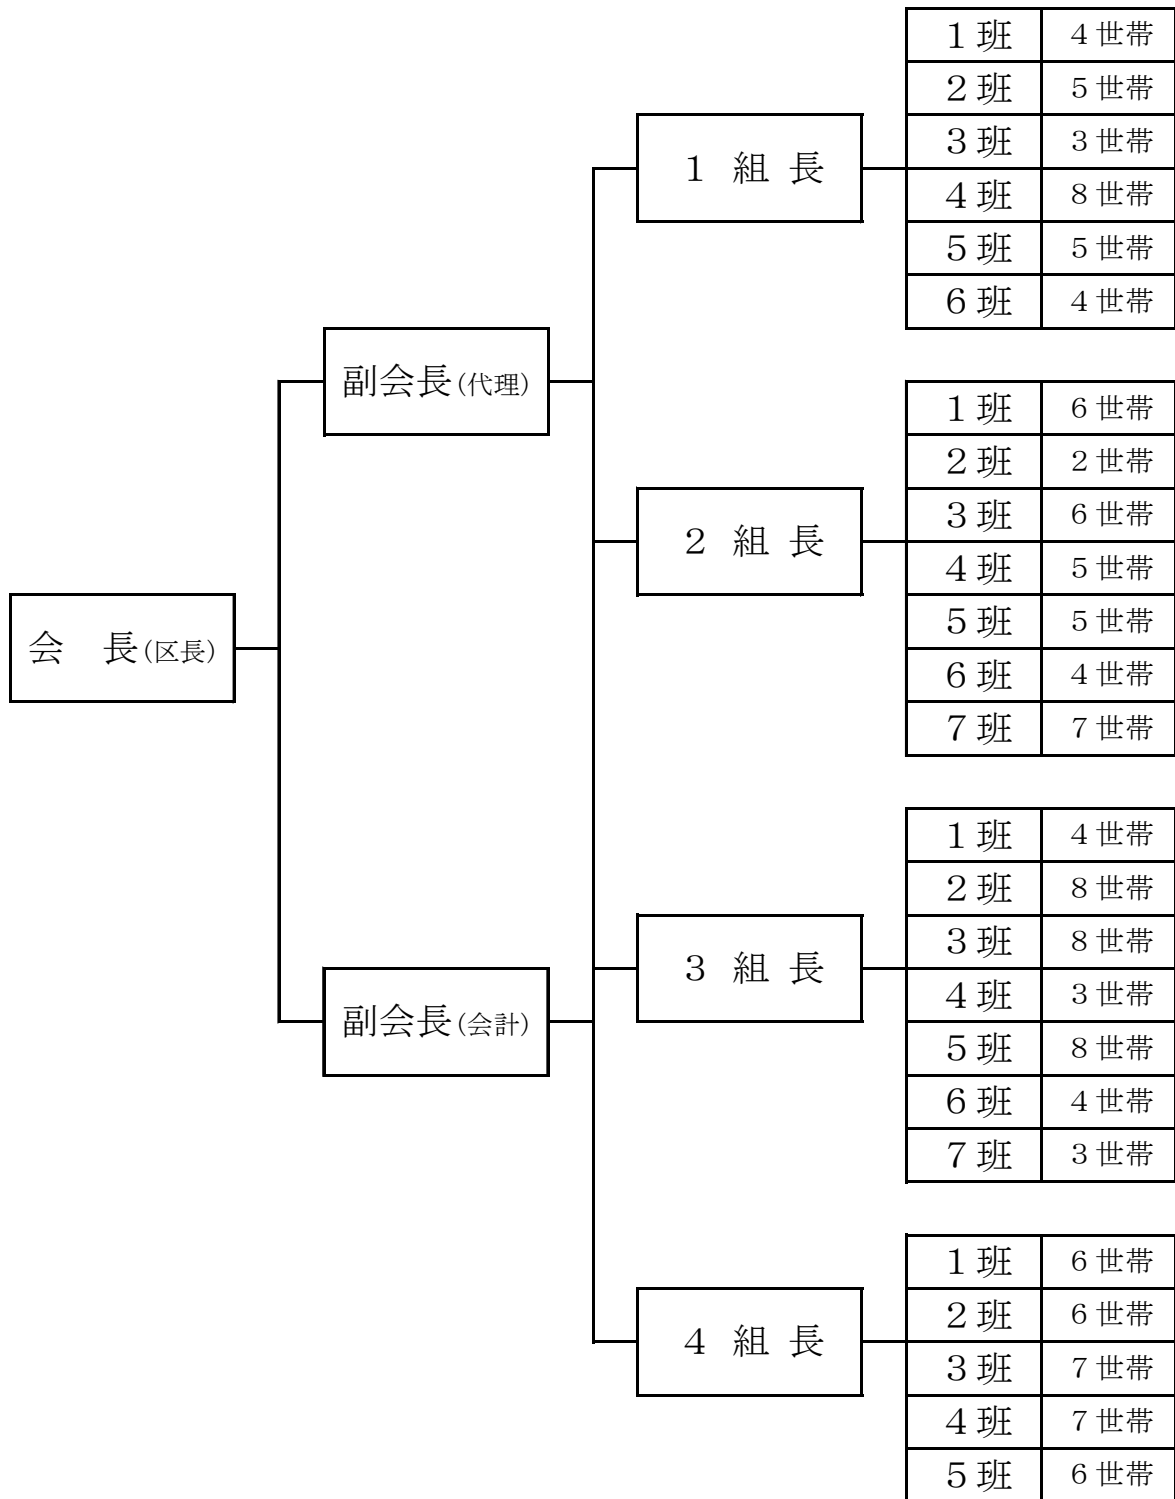 会　長(区長)
副会長(代理)
副会長(会計)
１ 組 長
１班 ４世帯
２班 ５世帯
３班 ３世帯
４班 ８世帯
５班 ５世帯
６班 ４世帯
２ 組 長
１班 ６世帯
２班 ２世帯
３班 ６世帯
４班 ５世帯
５班 ５世帯
６班 ４世帯
７班 ７世帯
３ 組 長
１班 ４世帯
２班 ８世帯
３班 ８世帯
４班 ３世帯
５班 ８世帯
６班 ４世帯
７班 ３世帯
４ 組 長
１班 ６世帯
２班 ６世帯
３班 ７世帯
４班 ７世帯
５班 ６世帯